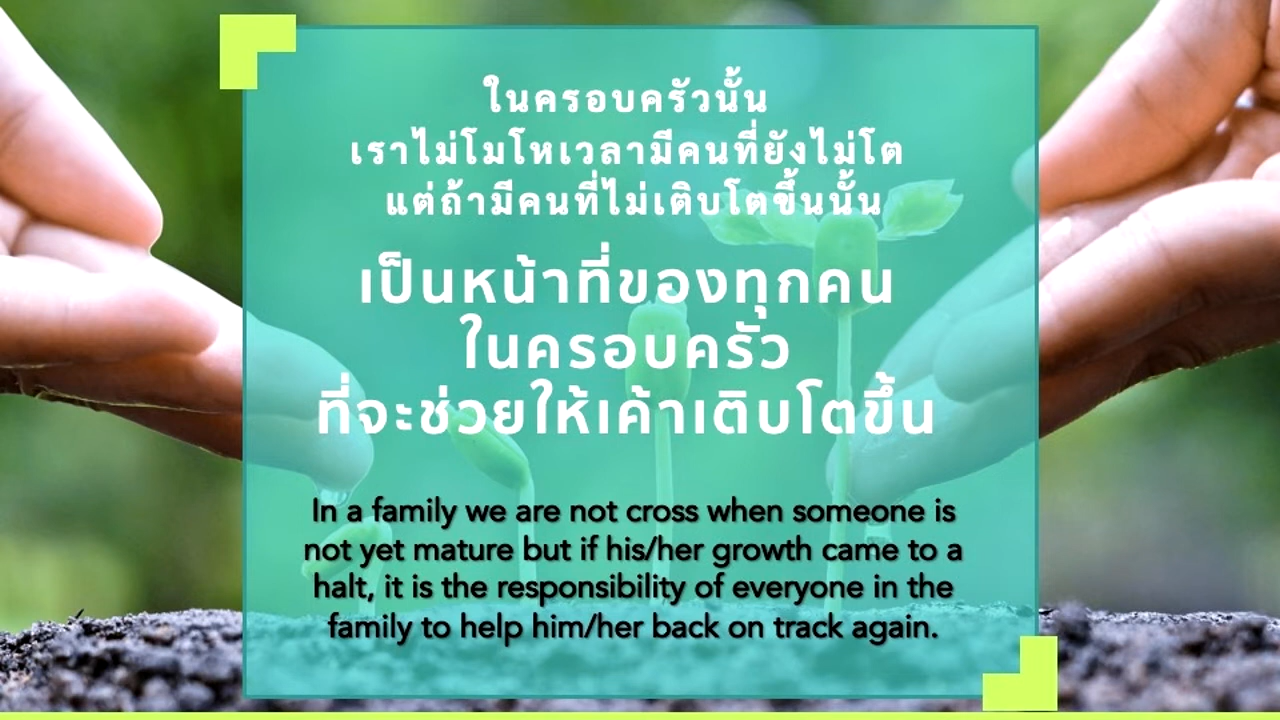 ในครอบครัวนั้น
เราไม่โมโหเวลามีคนที่ยังไม่โต
แต่ถ้ามีคนที่ไม่เติบโตขึ้นนั้น
เป็นหน้าที่ของทุกคน
ในครอบครัว
ที่จะช่วยให้เค้าเติบโตขึ้น
In a family we are not cross when someone is
not yet mature but if his/her growth came to a
halt, it is the responsibility of everyone in the
family to help him/her back on track again.